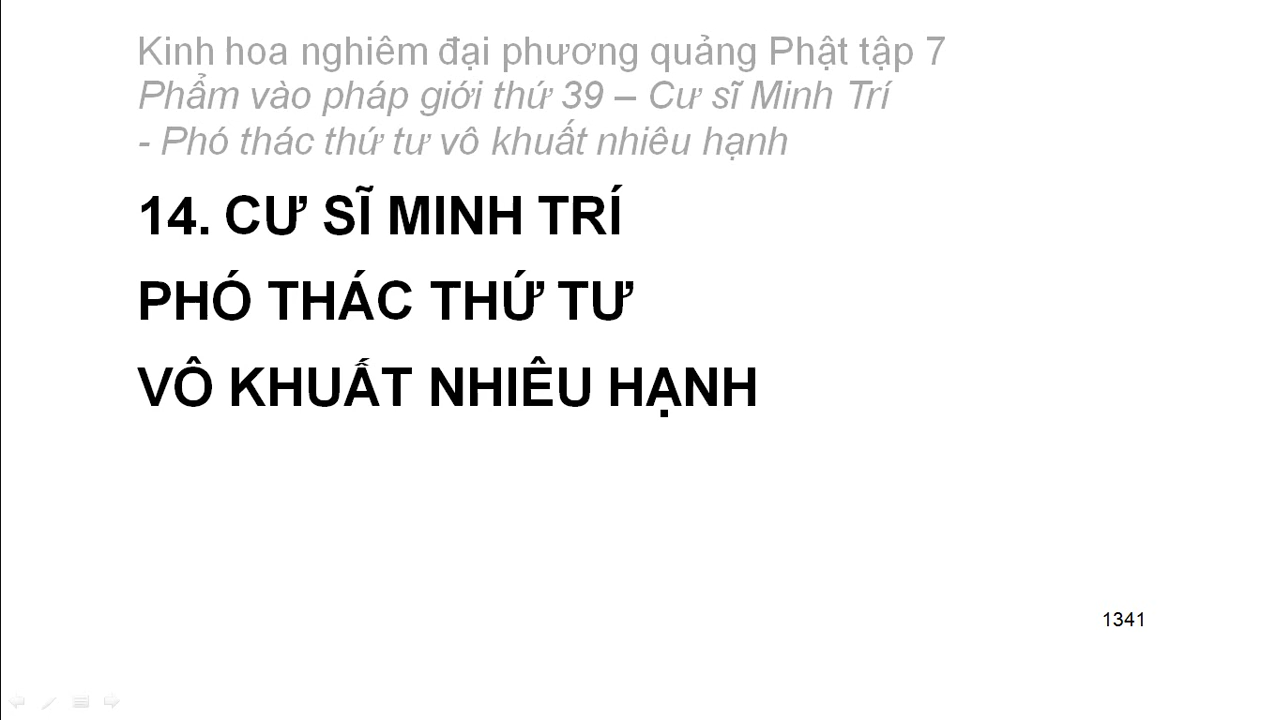 Kinh hoa nghiêm đại phương quảng Phật tập 7
Phẩm vào pháp giới thứ 39 – Cư sĩ Minh Trí
- Phó thác thứ tư vô khuất nhiêu hạnh
14. CƯ SĨ MINH TRÍ
PHÓ THÁC THỨ TƯ
VÔ KHUẤT NHIÊU HẠNH
1341